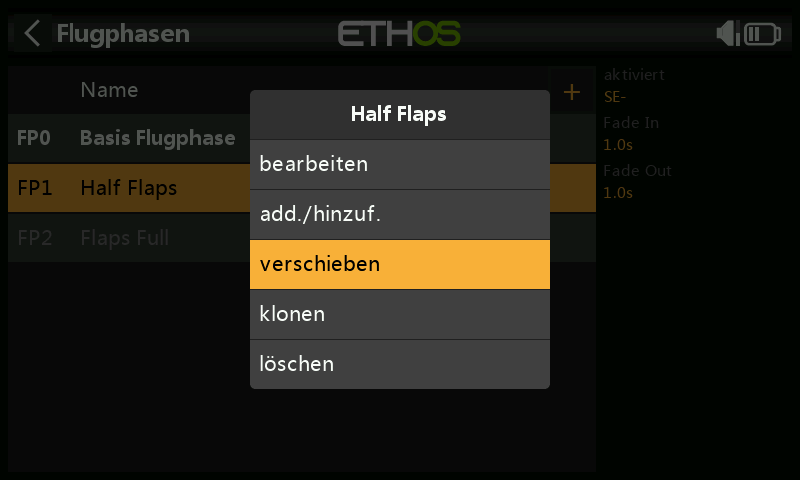 Flugphasen
ETHOS
Name
+
FP0 Basis Flugphase
FP1 Half Flaps
FP2 Flaps Full
Half Flaps
bearbeiten
add./hinzuf.
verschieben
klonen
löschen
aktiviert
SE-
Fade In
1.0s
Fade Out
1.0s